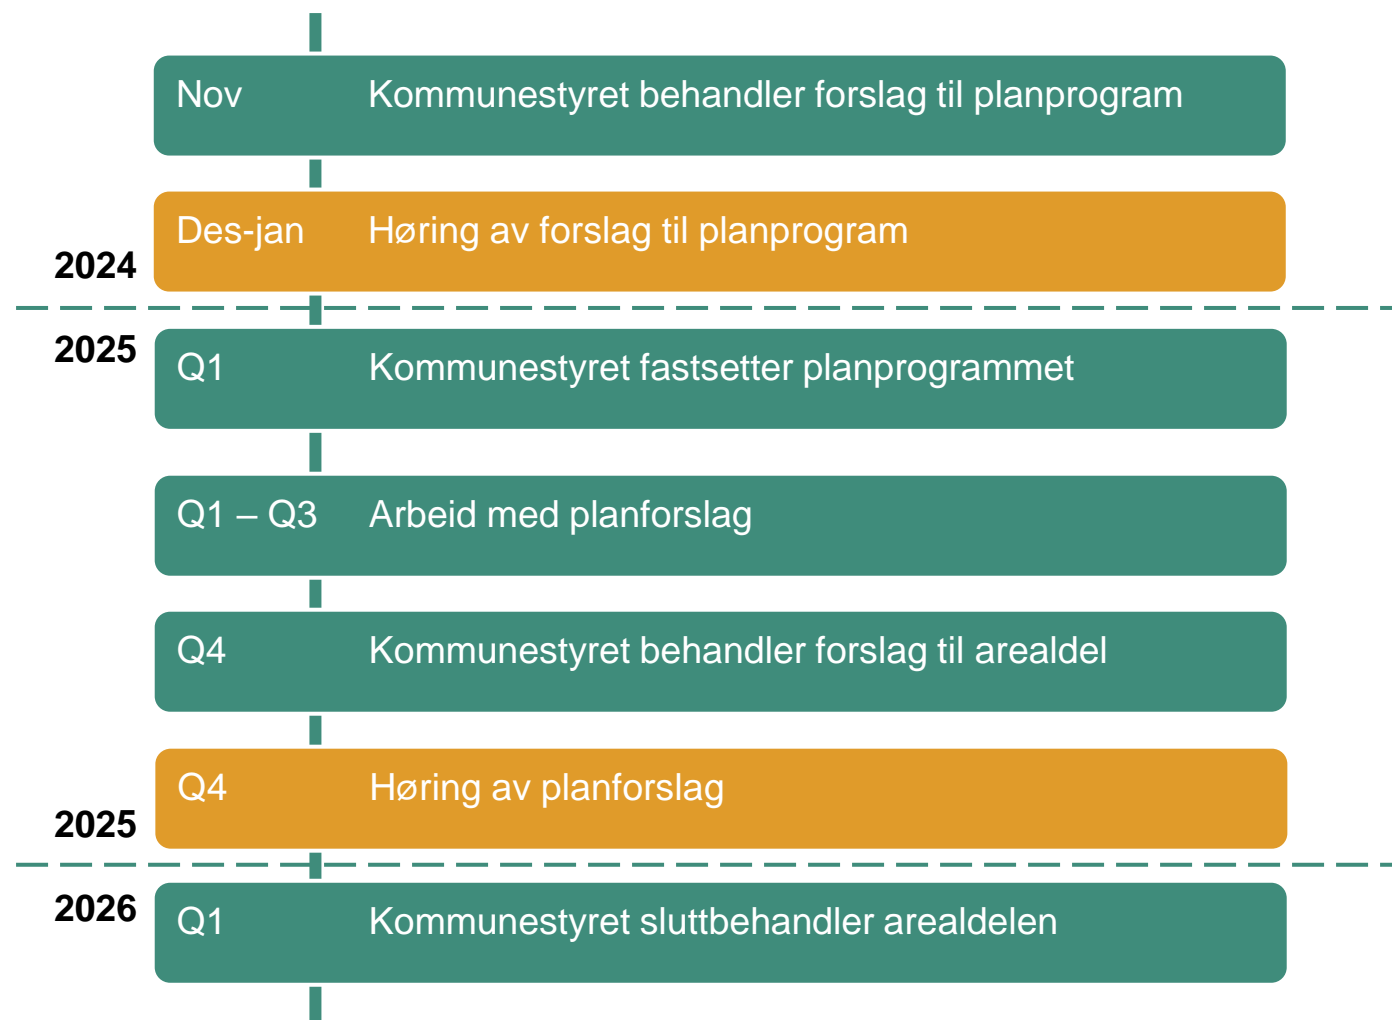 Nov Kommunestyret behandler forslag til planprogram
Des-jan Høring av forslag til planprogram
2024
2025
Q1 Kommunestyret fastsetter planprogrammet
Q1 – Q3 Arbeid med planforslag
Q4 Kommunestyret behandler forslag til arealdel
Q4 Høring av planforslag
2025
2026
Q1 Kommunestyret sluttbehandler arealdelen